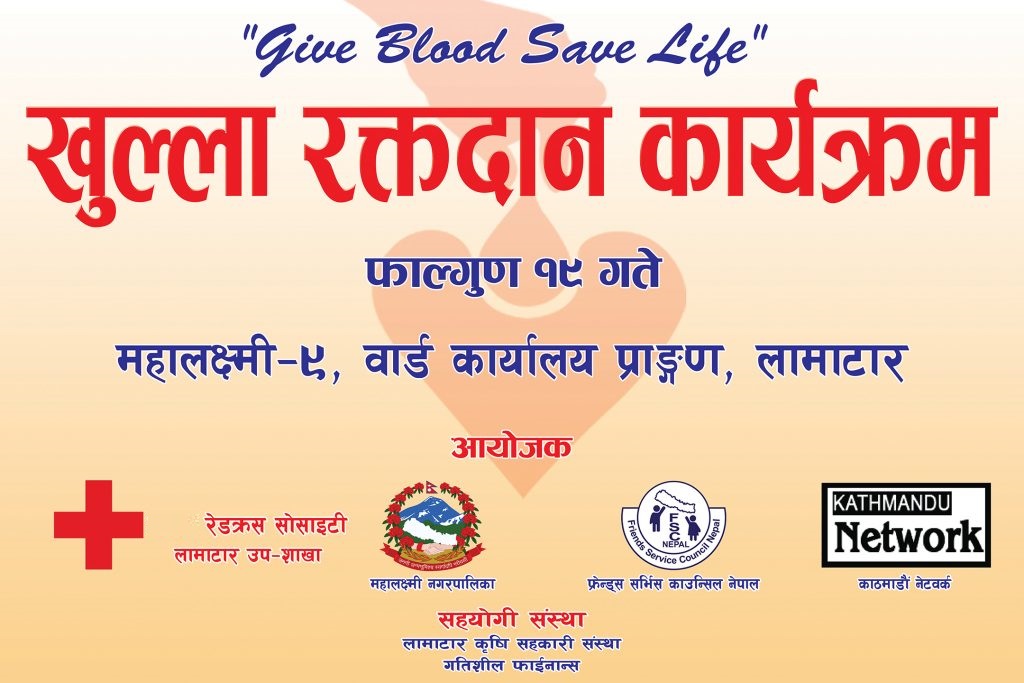 "Give Blood Save Life"
खुल्ला रक्तदान कार्यक्रम
फाल्गुण १९ गते
महालक्ष्मी-९, वार्ड कार्यालय प्राङ्गण, लामाटार
आयोजक
रेडक्रस सोसाइटी
लामाटार उप-शाखा
महालक्ष्मी नगरपालिका
FSC
NEPAL
Friends Service Council Nepal
फ्रेन्ड्स सर्भिस काउन्सिल नेपाल
KATHMANDU
Network
काठमाडौं नेटवर्क
सहयोगी संस्था
लामाटार कृषि सहकारी संस्था
गतिशील फाईनान्स